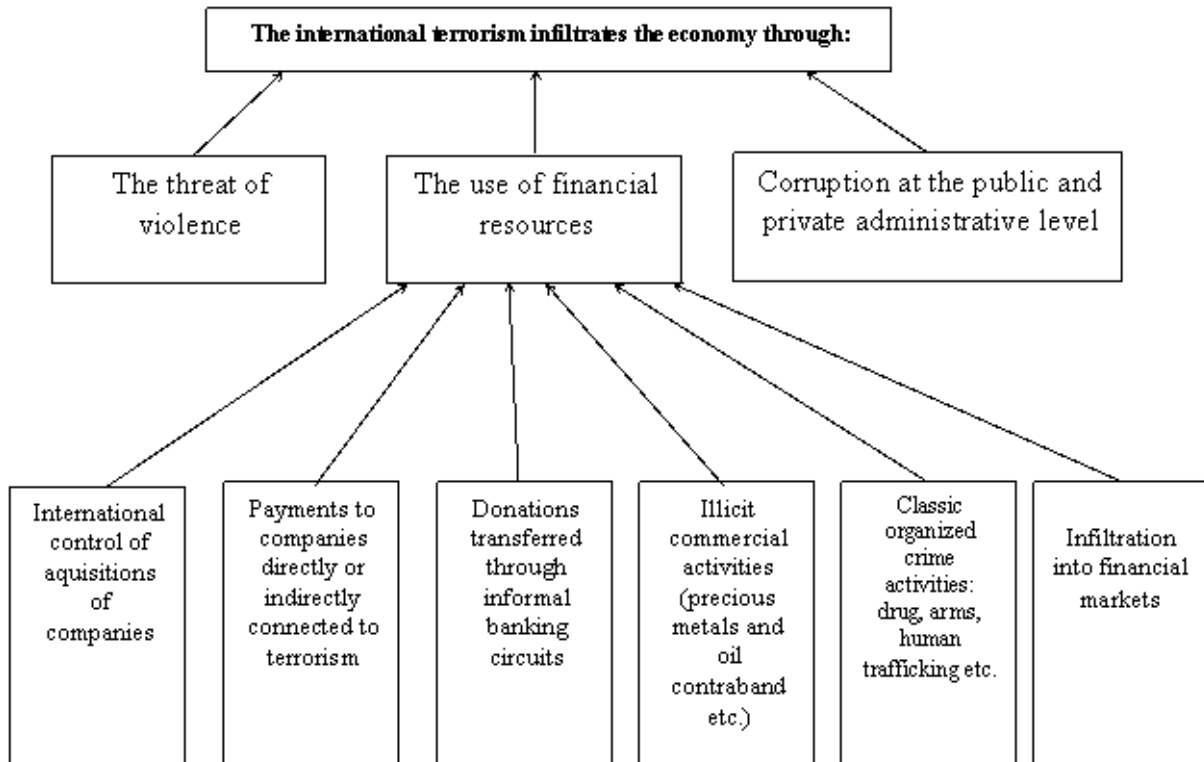 The international terrorism infiltrates the economy through:
The threat of
violence
The use of financial
resources
Corruption at the public and
private administrative level
International
control of
aquisitions
of
companies
Payments to
companies
directly or
indirectly
connected to
terrorism
Donations
transferred
through
informal
banking
circuits
Illicit
commercial
activities
(precious
metals and
oil
contraband
etc.)
Classic
organized
crime
activities:
drug, arms,
human
trafficking etc.
Infiltration
into financial
markets